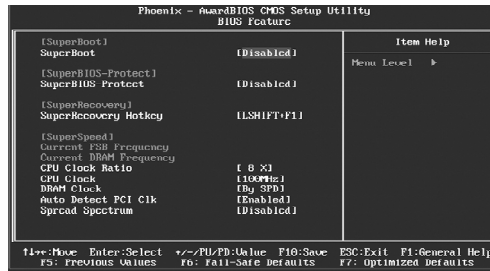 Phoenix - AwardBIOS CMOS Setup Utility
BIOS Feature
[SuperBoot]
SuperBoot [Disabled]
[SuperBIOS-Protect]
SuperBIOS Protect [Disabled]
[SuperRecovery]
SuperRecovery Hotkey [LSHIFT+F1]
[SuperSpeed]
Current FSB Frequency
Current DRAM Frequency
CPU Clock Ratio [ 8 X]
CPU Clock [100MHz]
DRAM Clock [By SPD]
Auto Detect PCI Clk [Enabled]
Spread Spectrum [Disabled]
Item Help
Menu Level ▶
↑↓→←:Move Enter:Select +/-/PU/PD:Value F10:Save ESC:Exit F1:General Help
F5: Previous Values F6: Fail-Safe Defaults F7: Optimized Defaults